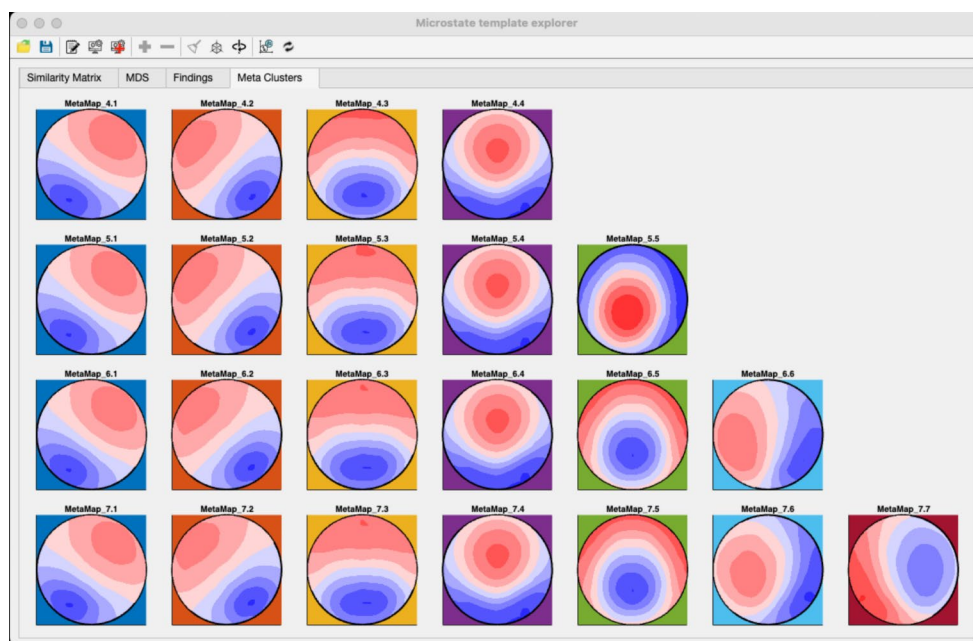 Microstate template explorer
Similarity Matrix MDS Findings Meta Clusters
MetaMap_4.1 MetaMap_4.2 MetaMap_4.3 MetaMap_4.4
MetaMap_5.1 MetaMap_5.2 MetaMap_5.3 MetaMap_5.4 MetaMap_5.5
MetaMap_6.1 MetaMap_6.2 MetaMap_6.3 MetaMap_6.4 MetaMap_6.5 MetaMap_6.6
MetaMap_7.1 MetaMap_7.2 MetaMap_7.3 MetaMap_7.4 MetaMap_7.5 MetaMap_7.6 MetaMap_7.7